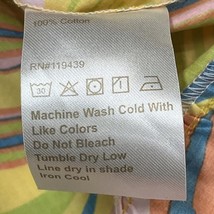 100% Cotton
RN#119439
30
Machine Wash Cold With
Like Colors
Do Not Bleach
Tumble Dry Low
Line dry in shade
Iron Cool